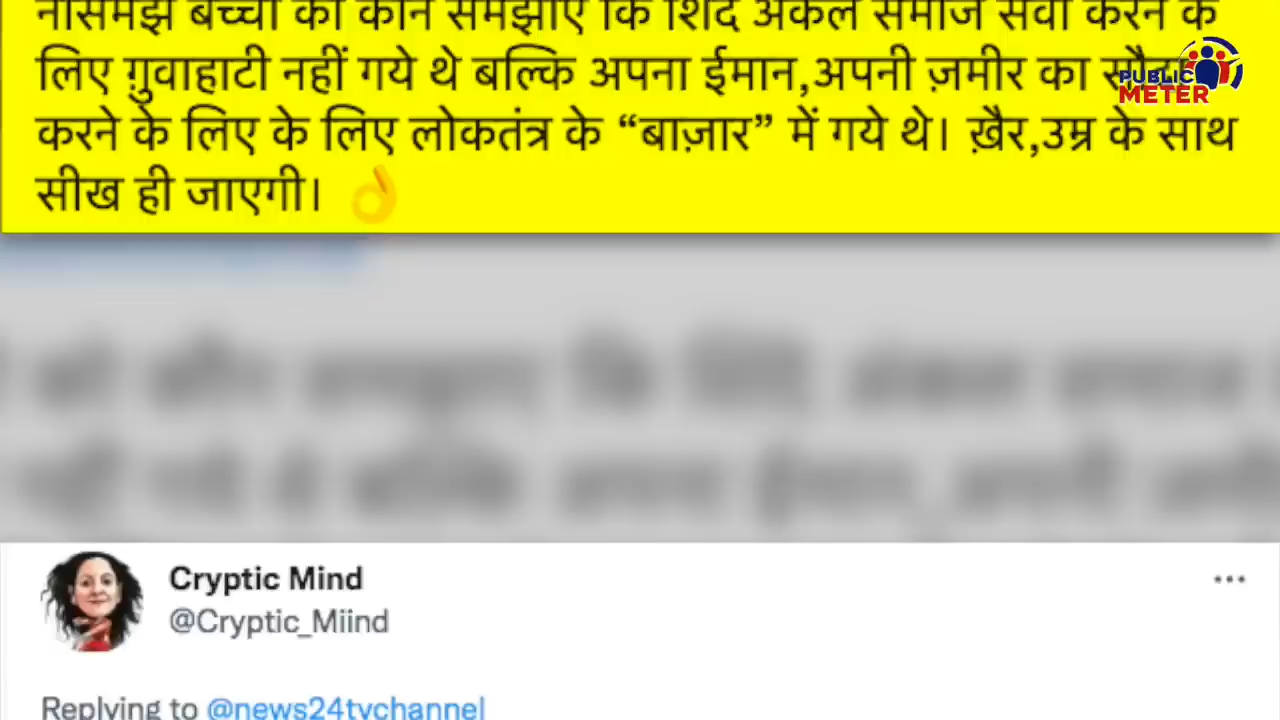 नासमझ बच्ची को कौन समझाए कि शिंदे अंकल समाज सेवा करने के
लिए ग़ुवाहाटी नहीं गये थे बल्कि अपना ईमान,अपनी ज़मीर का सौदा
PUBLIC
METER
करने के लिए के लिए लोकतंत्र के “बाज़ार” में गये थे। ख़ैर,उम्र के साथ
सीख ही जाएगी। 👌
Cryptic Mind
@Cryptic_Miind
Replying to @news24tvchannel